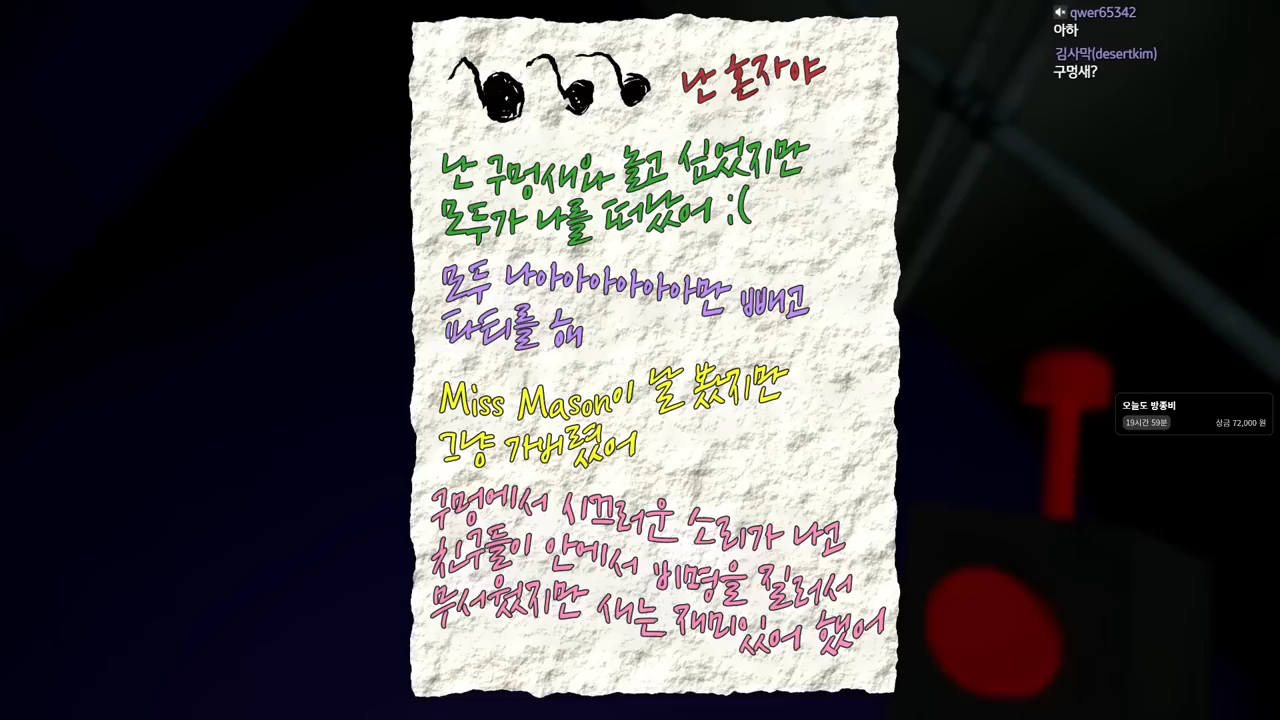 난 혼자야
난 구멍새와 놀고 싶었지만
모두가 나를 떠났어 :(
모두 나아아아아아아만 빼고
파티를 해
Miss Mason이 날 봤지만
그냥 가버렸어
구멍에서 시끄러운 소리가 나고
친구들이 안에서 비명을 질러서
무서웠지만 새는 재미있어 했어
qwer65342
아하
김사막(desertkim)
구멍새?
오늘도 방종비
19시간 59분 상금 72,000 원